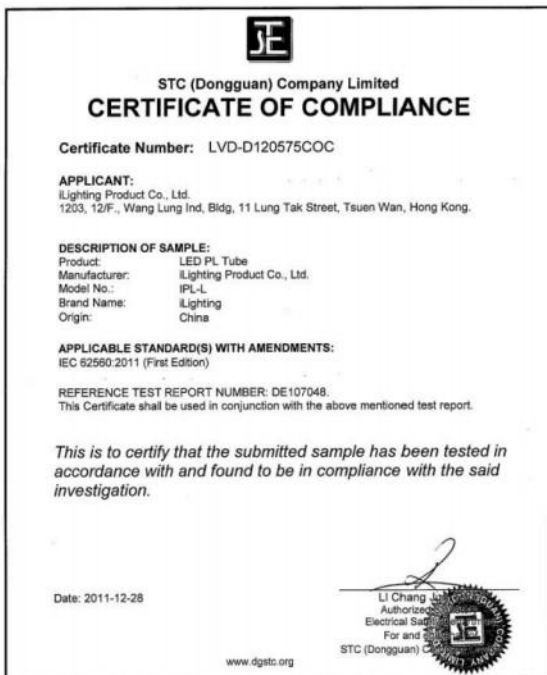 STE
STC (Dongguan) Company Limited
CERTIFICATE OF COMPLIANCE
Certificate Number: LVD-D120575COC
APPLICANT:
iLighting Product Co., Ltd.
1203, 12/F., Wang Lung Ind, Bldg, 11 Lung Tak Street, Tsuen Wan, Hong Kong.
DESCRIPTION OF SAMPLE:
Product: LED PL Tube
Manufacturer: iLighting Product Co., Ltd.
Model No.: IPL-L
Brand Name: iLighting
Origin: China
APPLICABLE STANDARD(S) WITH AMENDMENTS:
IEC 62560:2011 (First Edition)
REFERENCE TEST REPORT NUMBER: DE107048.
This Certificate shall be used in conjunction with the above mentioned test report.
This is to certify that the submitted sample has been tested in
accordance with and found to be in compliance with the said
investigation.
Date: 2011-12-28
LI Chang
Authorized
Electrical
For and
STC (Dongguan)
www.dgstc.org